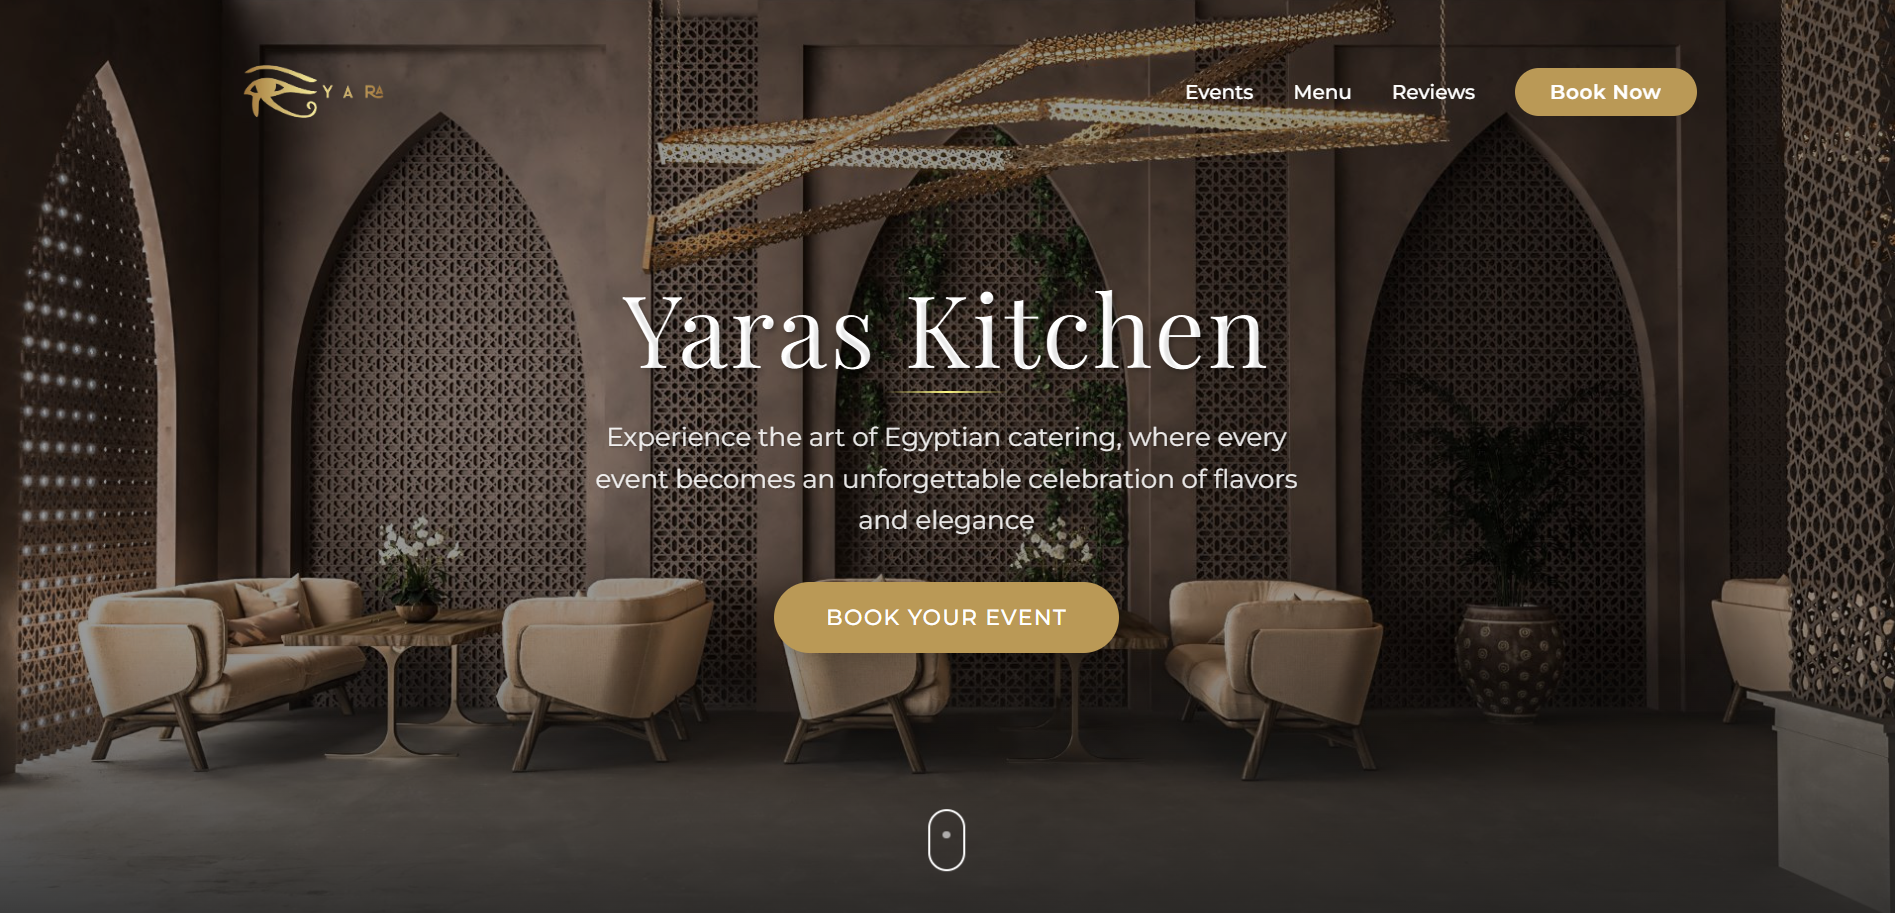 YARA
Events
Menu
Reviews
Book Now
Yaras Kitchen
Experience the art of Egyptian catering, where every
event becomes an unforgettable celebration of flavors
and elegance
BOOK YOUR EVENT